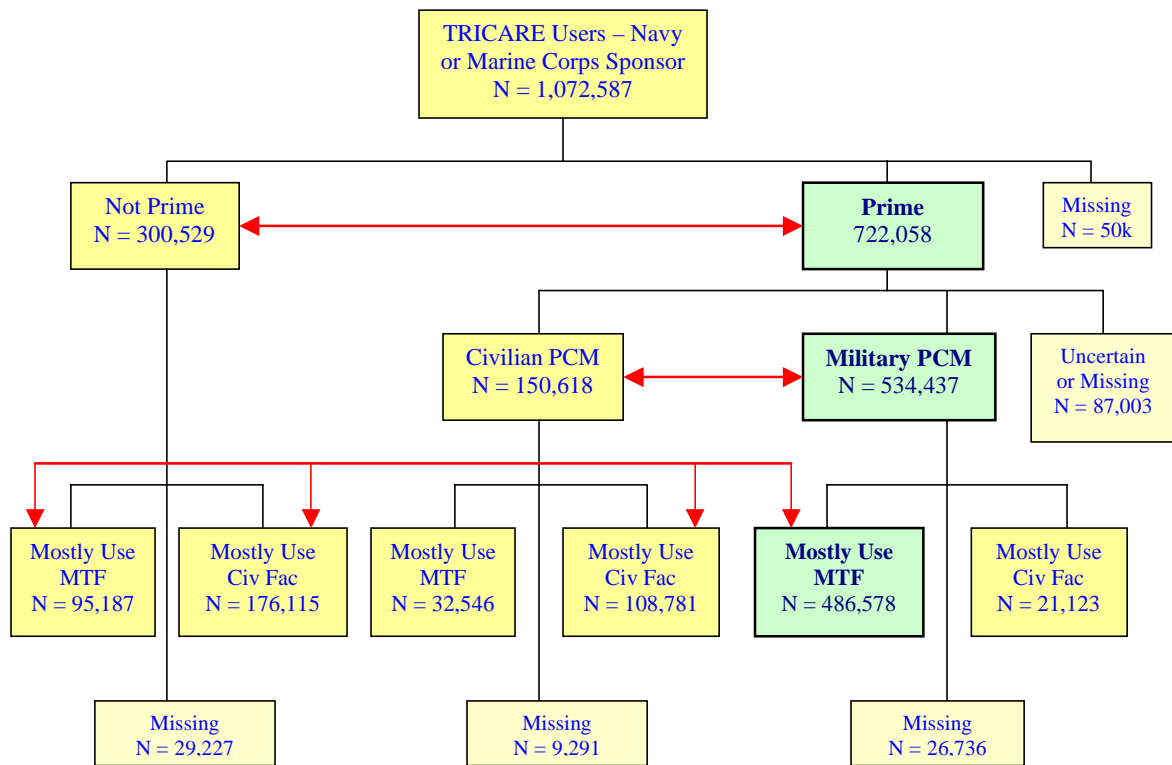 TRICARE Users – Navy
or Marine Corps Sponsor
N = 1,072,587
Not Prime
N = 300,529
Prime
722,058
Missing
N = 50k
Civilian PCM
N = 150,618
Military PCM
N = 534,437
Uncertain
or Missing
N = 87,003
Mostly Use
MTF
N = 95,187
Mostly Use
Civ Fac
N = 176,115
Mostly Use
MTF
N = 32,546
Mostly Use
Civ Fac
N = 108,781
Mostly Use
MTF
N = 486,578
Mostly Use
Civ Fac
N = 21,123
Missing
N = 29,227
Missing
N = 9,291
Missing
N = 26,736